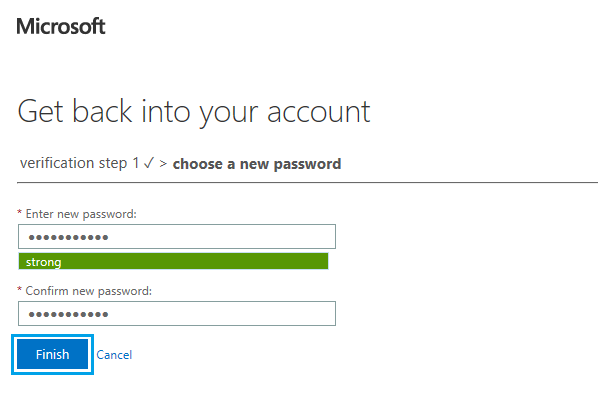 Microsoft
Get back into your account
verification step 1 ✓ > choose a new password
* Enter new password:
●●●●●●●●●●●
strong
* Confirm new password:
●●●●●●●●●●●
Finish Cancel